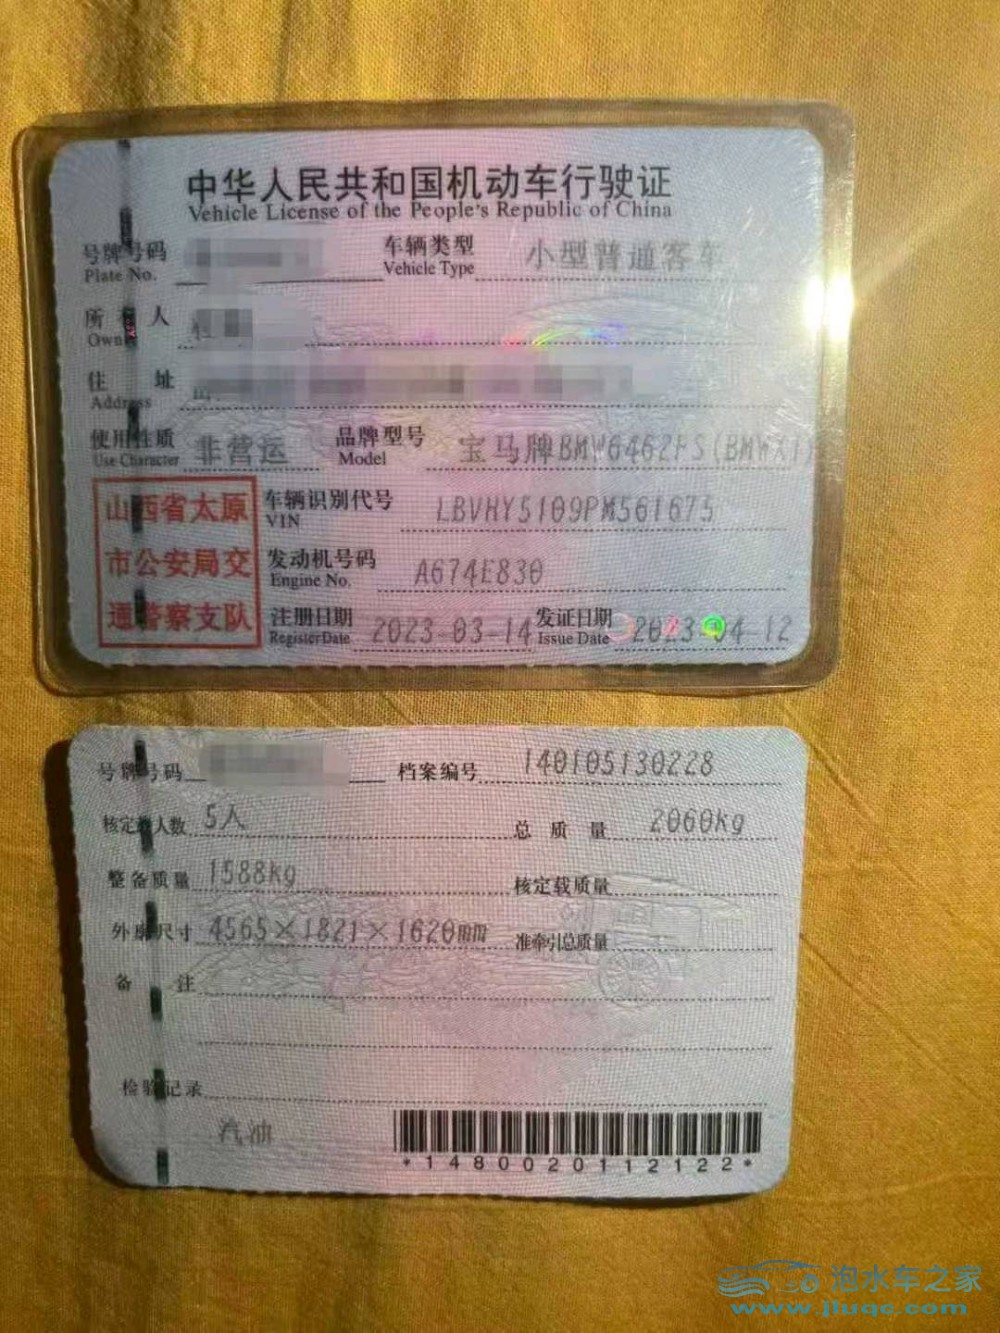 中华人民共和国机动车行驶证
Vehicle License of the People's Republic of China
号牌号码 车辆类型 小型普通客车
Plate No. Vehicle Type
所有人
Owner
住址
Address
使用性质 非营运 品牌型号 宝马牌BMW6462FS(BMWX1)
Use Character Model
山西省太原 车辆识别代号 LBVHY5109PM561675
VIN
市公安局交 发动机号码 A674E830
Engine No.
通警察支队 注册日期 2023-03-14 发证日期 2023-04-12
Register Date Issue Date
号牌号码 档案编号 140105130228
核定载人数 5人 总质量 2060kg
整备质量 1588kg 核定载质量
外廓尺寸 4565×1821×1620mm 准牵引总质量
备注
检验记录
汽油
*1480020112122*
泡水车之家
www.jluqc.com